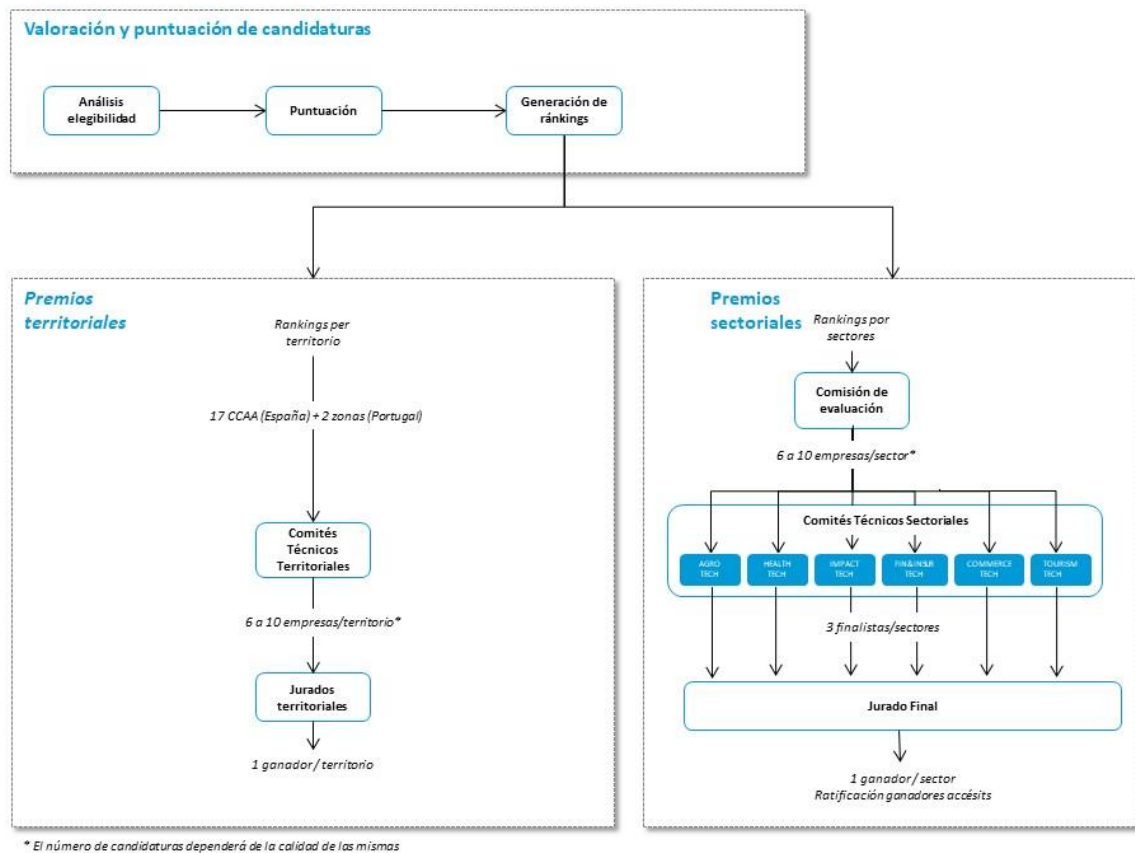 Valoración y puntuación de candidaturas
Análisis
elegibilidad
Puntuación
Generación de
ránkings
Premios
territoriales
Rankings per
territorio
17 CCAA (España) + 2 zonas (Portugal)
Comités
Técnicos
Territoriales
6 a 10 empresas/territorio*
Jurados
territoriales
1 ganador/ territorio
Premios
sectoriales
Rankings por
sectores
Comisión de
evaluación
6 a 10 empresas/sector*
Comités Técnicos Sectoriales
AGRO
TECH
HEALTH
TECH
IMPACT
TECH
FIN&INSUR
TECH
COMMERCE
TECH
TOURISM
TECH
3 finalistas/sectores
Jurado Final
1 ganador/ sector
Ratificación ganadores accésits
* El número de candidaturas dependerá de la calidad de las mismas